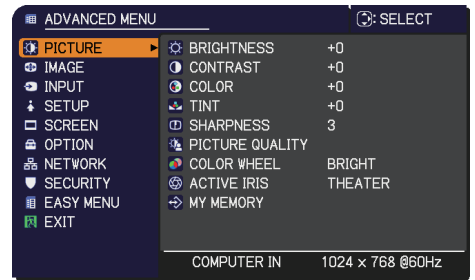 ADVANCED MENU : SELECT
PICTURE
IMAGE
INPUT
SETUP
SCREEN
OPTION
NETWORK
SECURITY
EASY MENU
EXIT
BRIGHTNESS +0
CONTRAST +0
COLOR +0
TINT +0
SHARPNESS 3
PICTURE QUALITY
COLOR WHEEL BRIGHT
ACTIVE IRIS THEATER
MY MEMORY
COMPUTER IN 1024 x 768 @60Hz